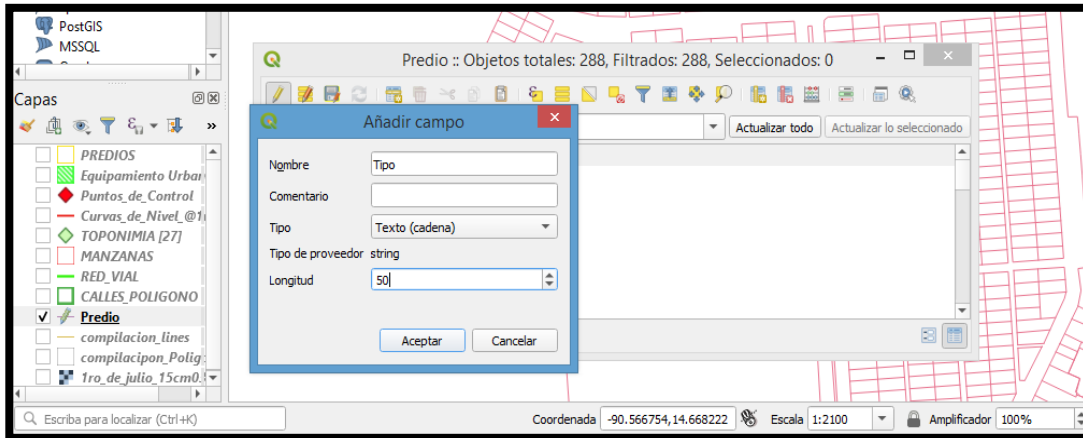 PostGIS
MSSQL
Capas
PREDIOS
Equipamiento Urban
Puntos_de_Control
Curvas_de_Nivel_@1
TOPONIMIA [27]
MANZANAS
RED_VIAL
CALLES_POLIGONO
Predio
compilacion_lines
compilacipon_Polig
1ro_de_julio_15cm0.
Predio :: Objetos totales: 288, Filtrados: 288, Seleccionados: 0
Actualizar todo
Actualizar lo seleccionado
Añadir campo
Nombre
Tipo
Comentario
Tipo
Texto (cadena)
Tipo de proveedor string
Longitud
50
Aceptar
Cancelar
Escriba para localizar (Ctrl+K)
Coordenada -90.566754,14.668222
Escala 1:2100
Amplificador 100%